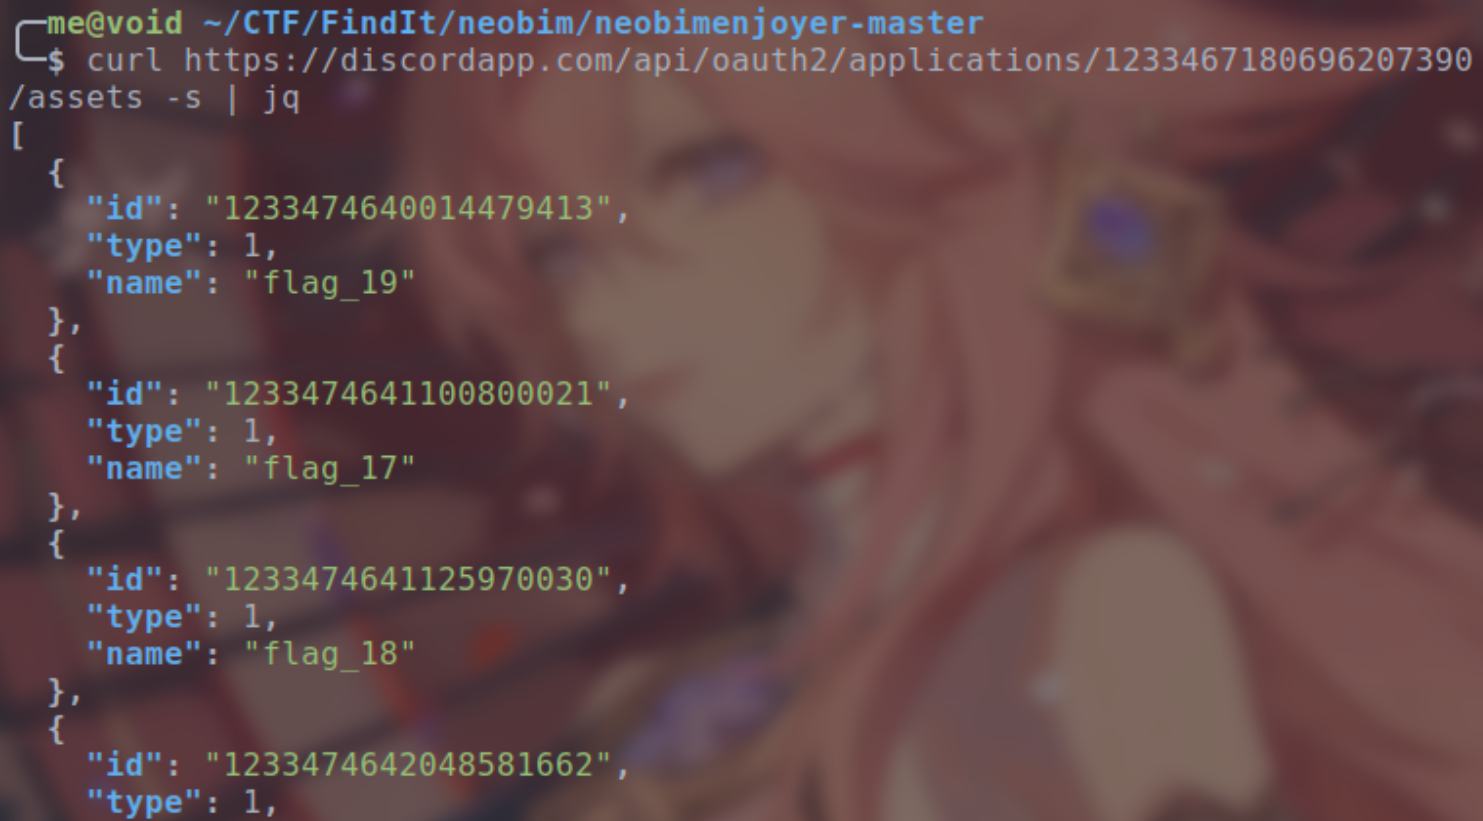 me@void ~/CTF/FindIt/neobim/neobimenjoyer-master
$ curl https://discordapp.com/api/oauth2/applications/1233467180696207390
/assets -s | jq
[
{
"id": "1233474640014479413",
"type": 1,
"name": "flag_19"
},
{
"id": "1233474641100800021",
"type": 1,
"name": "flag_17"
},
{
"id": "1233474641125970030",
"type": 1,
"name": "flag_18"
},
{
"id": "1233474642048581662",
"type": 1,